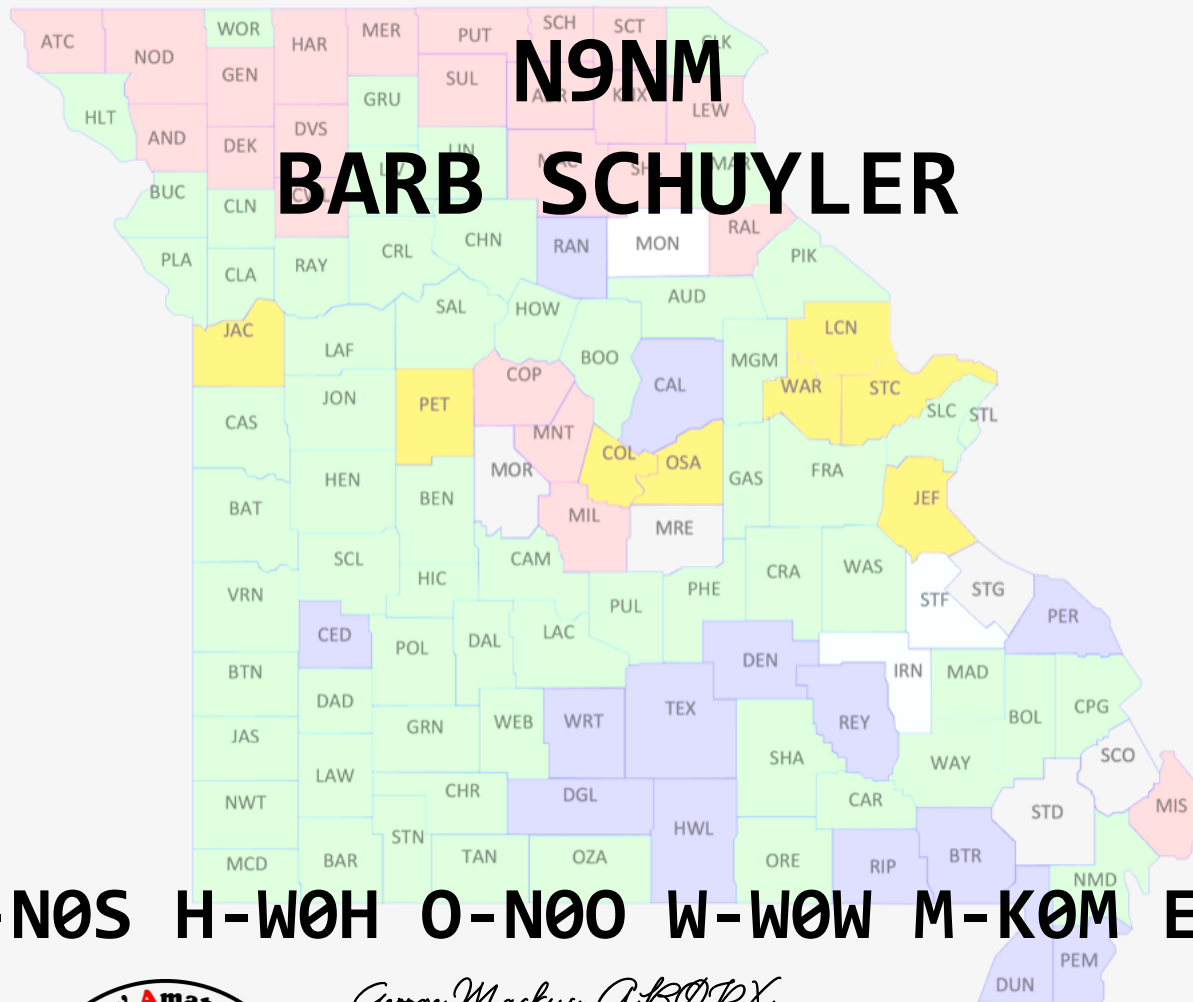 WOR SCH SCT CLK
ATC NOD HAR MER PUT
N9NM
GEN SUL
GRU LEW
HLT
AND DEK DVS LIN
BARB SCHUYLER
MAC MAR
BUC CLN RAL
CHN RAN MON
PLA CLA RAY CRL PIK
AUD
SAL HOW
JAC LCN
LAF BOO MGM
COP CAL WAR STC
CAS JON PET SLC STL
MNT
COL OSA
MOR GAS FRA
HEN BEN JEF
BAT MIL MRE
SCL CAM
HIC CRA WAS
VRN PHE STG
PUL STF PER
CED DAL LAC
POL DEN
BTN IRN MAD
DAD TEX CPG
GRN WEB WRT REY BOL
JAS
SHA WAY SCO
LAW CHR DGL
NWT CAR MIS
STN HWL STD
MCD BAR TAN OZA ORE RIP BTR
NMD
-N0S H-W0H O-N0O W-W0W M-K0M E
PEM
DUN